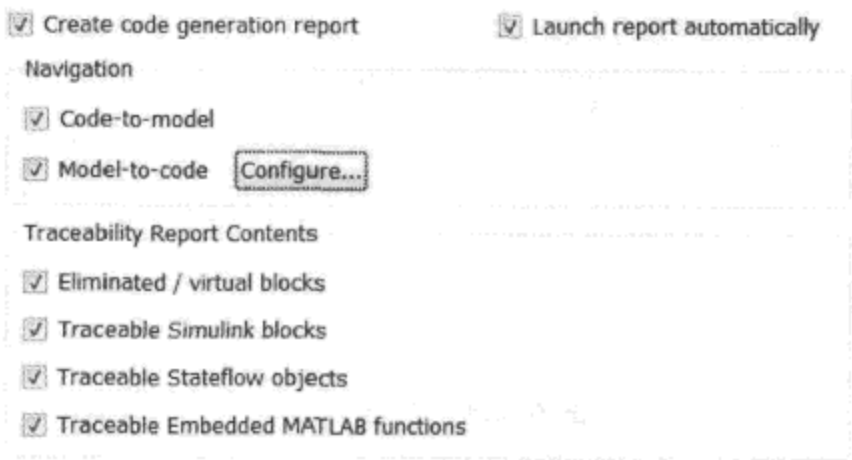 Create code generation report Launch report automatically
Navigation
Code-to-model
Model-to-code Configure...
Traceability Report Contents
Eliminated / virtual blocks
Traceable Simulink blocks
Traceable Stateflow objects
Traceable Embedded MATLAB functions